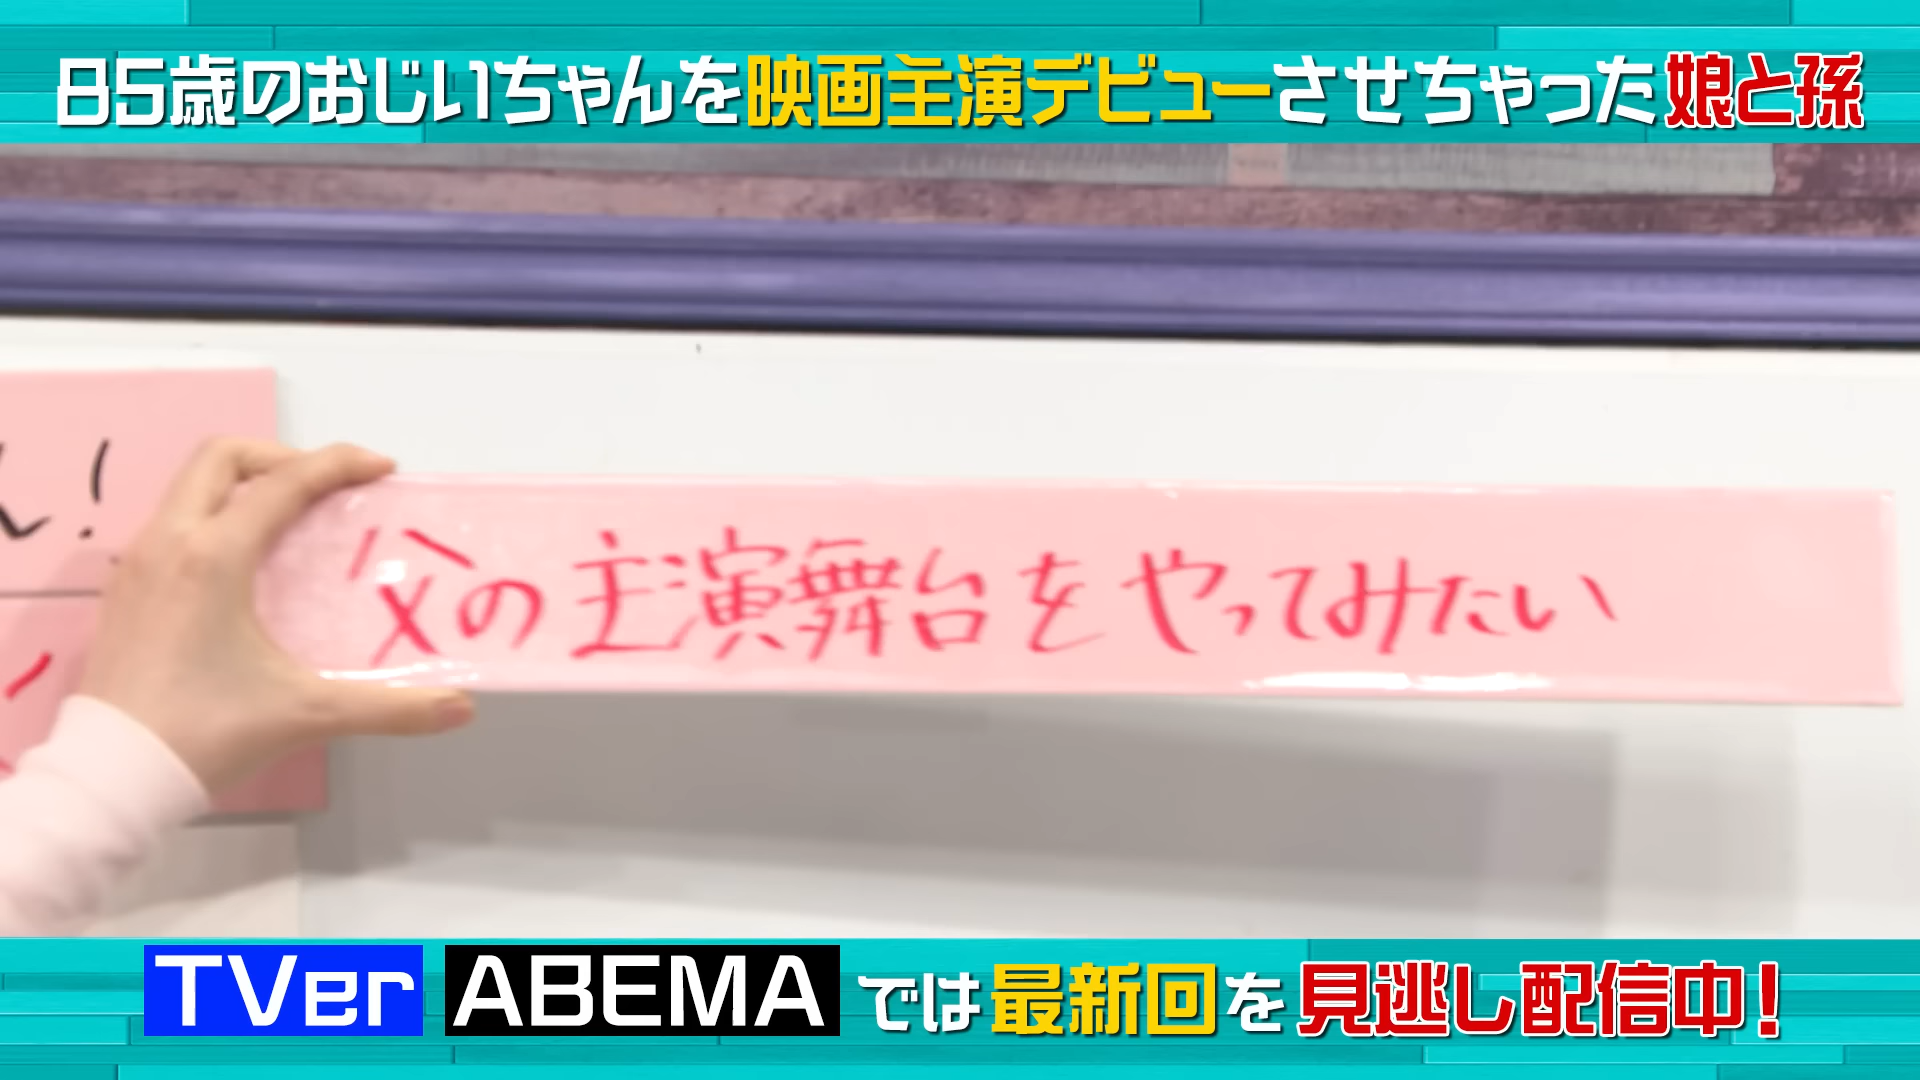 85歳のおじいちゃんを映画主演デビューさせちゃった娘と孫
ん!
父の主演舞台をやってみたい
TVer ABEMA では最新回を見逃し配信中!